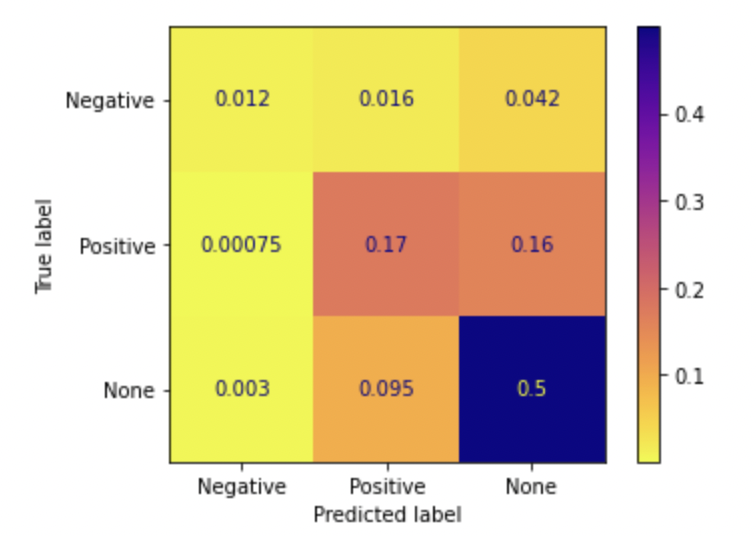 Negative 0.012 0.016 0.042
0.4
0.3
True label
Positive 0.00075 0.17 0.16
0.2
None 0.003 0.095 0.5
0.1
Negative Positive None
Predicted label